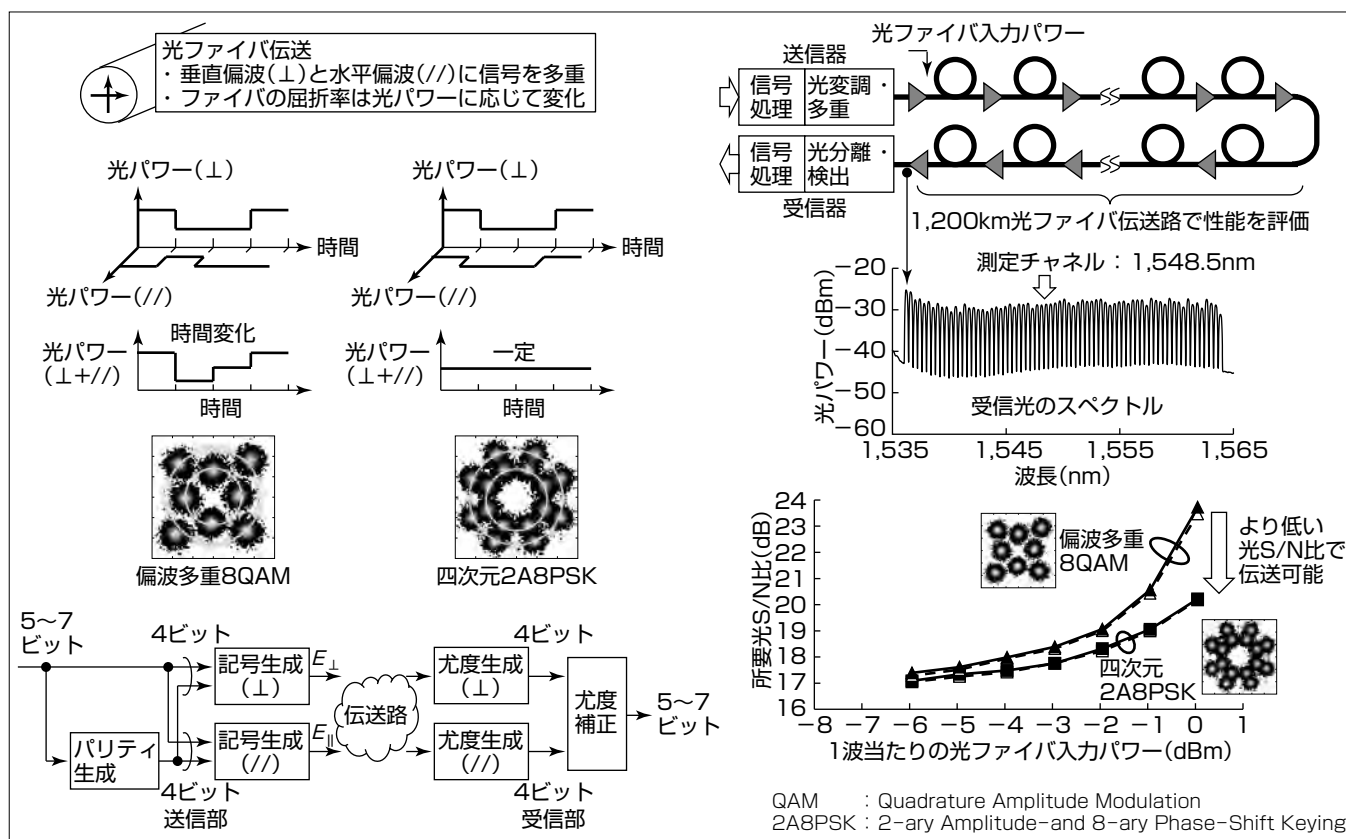 光ファイバ伝送
・垂直偏波(⊥)と水平偏波(//)に信号を多重
・ファイバの屈折率は光パワーに応じて変化
光パワー(⊥)
時間
光パワー(//)
光パワー(⊥)
時間
光パワー(//)
光パワー
(⊥+//)
時間変化
時間
光パワー
(⊥+//)
一定
時間
偏波多重8QAM
四次元2A8PSK
5〜7
ビット
4ビット
記号生成
(⊥)
E⊥
パリティ
生成
記号生成
(//)
E∥
4ビット
送信部
伝送路
4ビット
尤度生成
(⊥)
尤度生成
(//)
4ビット
受信部
尤度
補正
5〜7
ビット
光ファイバ入力パワー
送信器
信号
処理
光変調・
多重
信号
処理
光分離・
検出
受信器
1,200km光ファイバ伝送路で性能を評価
測定チャネル：1,548.5nm
光パワー(dBm)
−20
−30
−40
−50
−60
受信光のスペクトル
1,535 1,545 1,555 1,565
波長(nm)
所要光S/N比(dB)
24
23
22
21
20
19
18
17
16
偏波多重
8QAM
より低い
光S/N比で
伝送可能
四次元
2A8PSK
−8 −7 −6 −5 −4 −3 −2 −1 0 1
1波当たりの光ファイバ入力パワー(dBm)
QAM ：Quadrature Amplitude Modulation
2A8PSK：2-ary Amplitude-and 8-ary Phase-Shift Keying